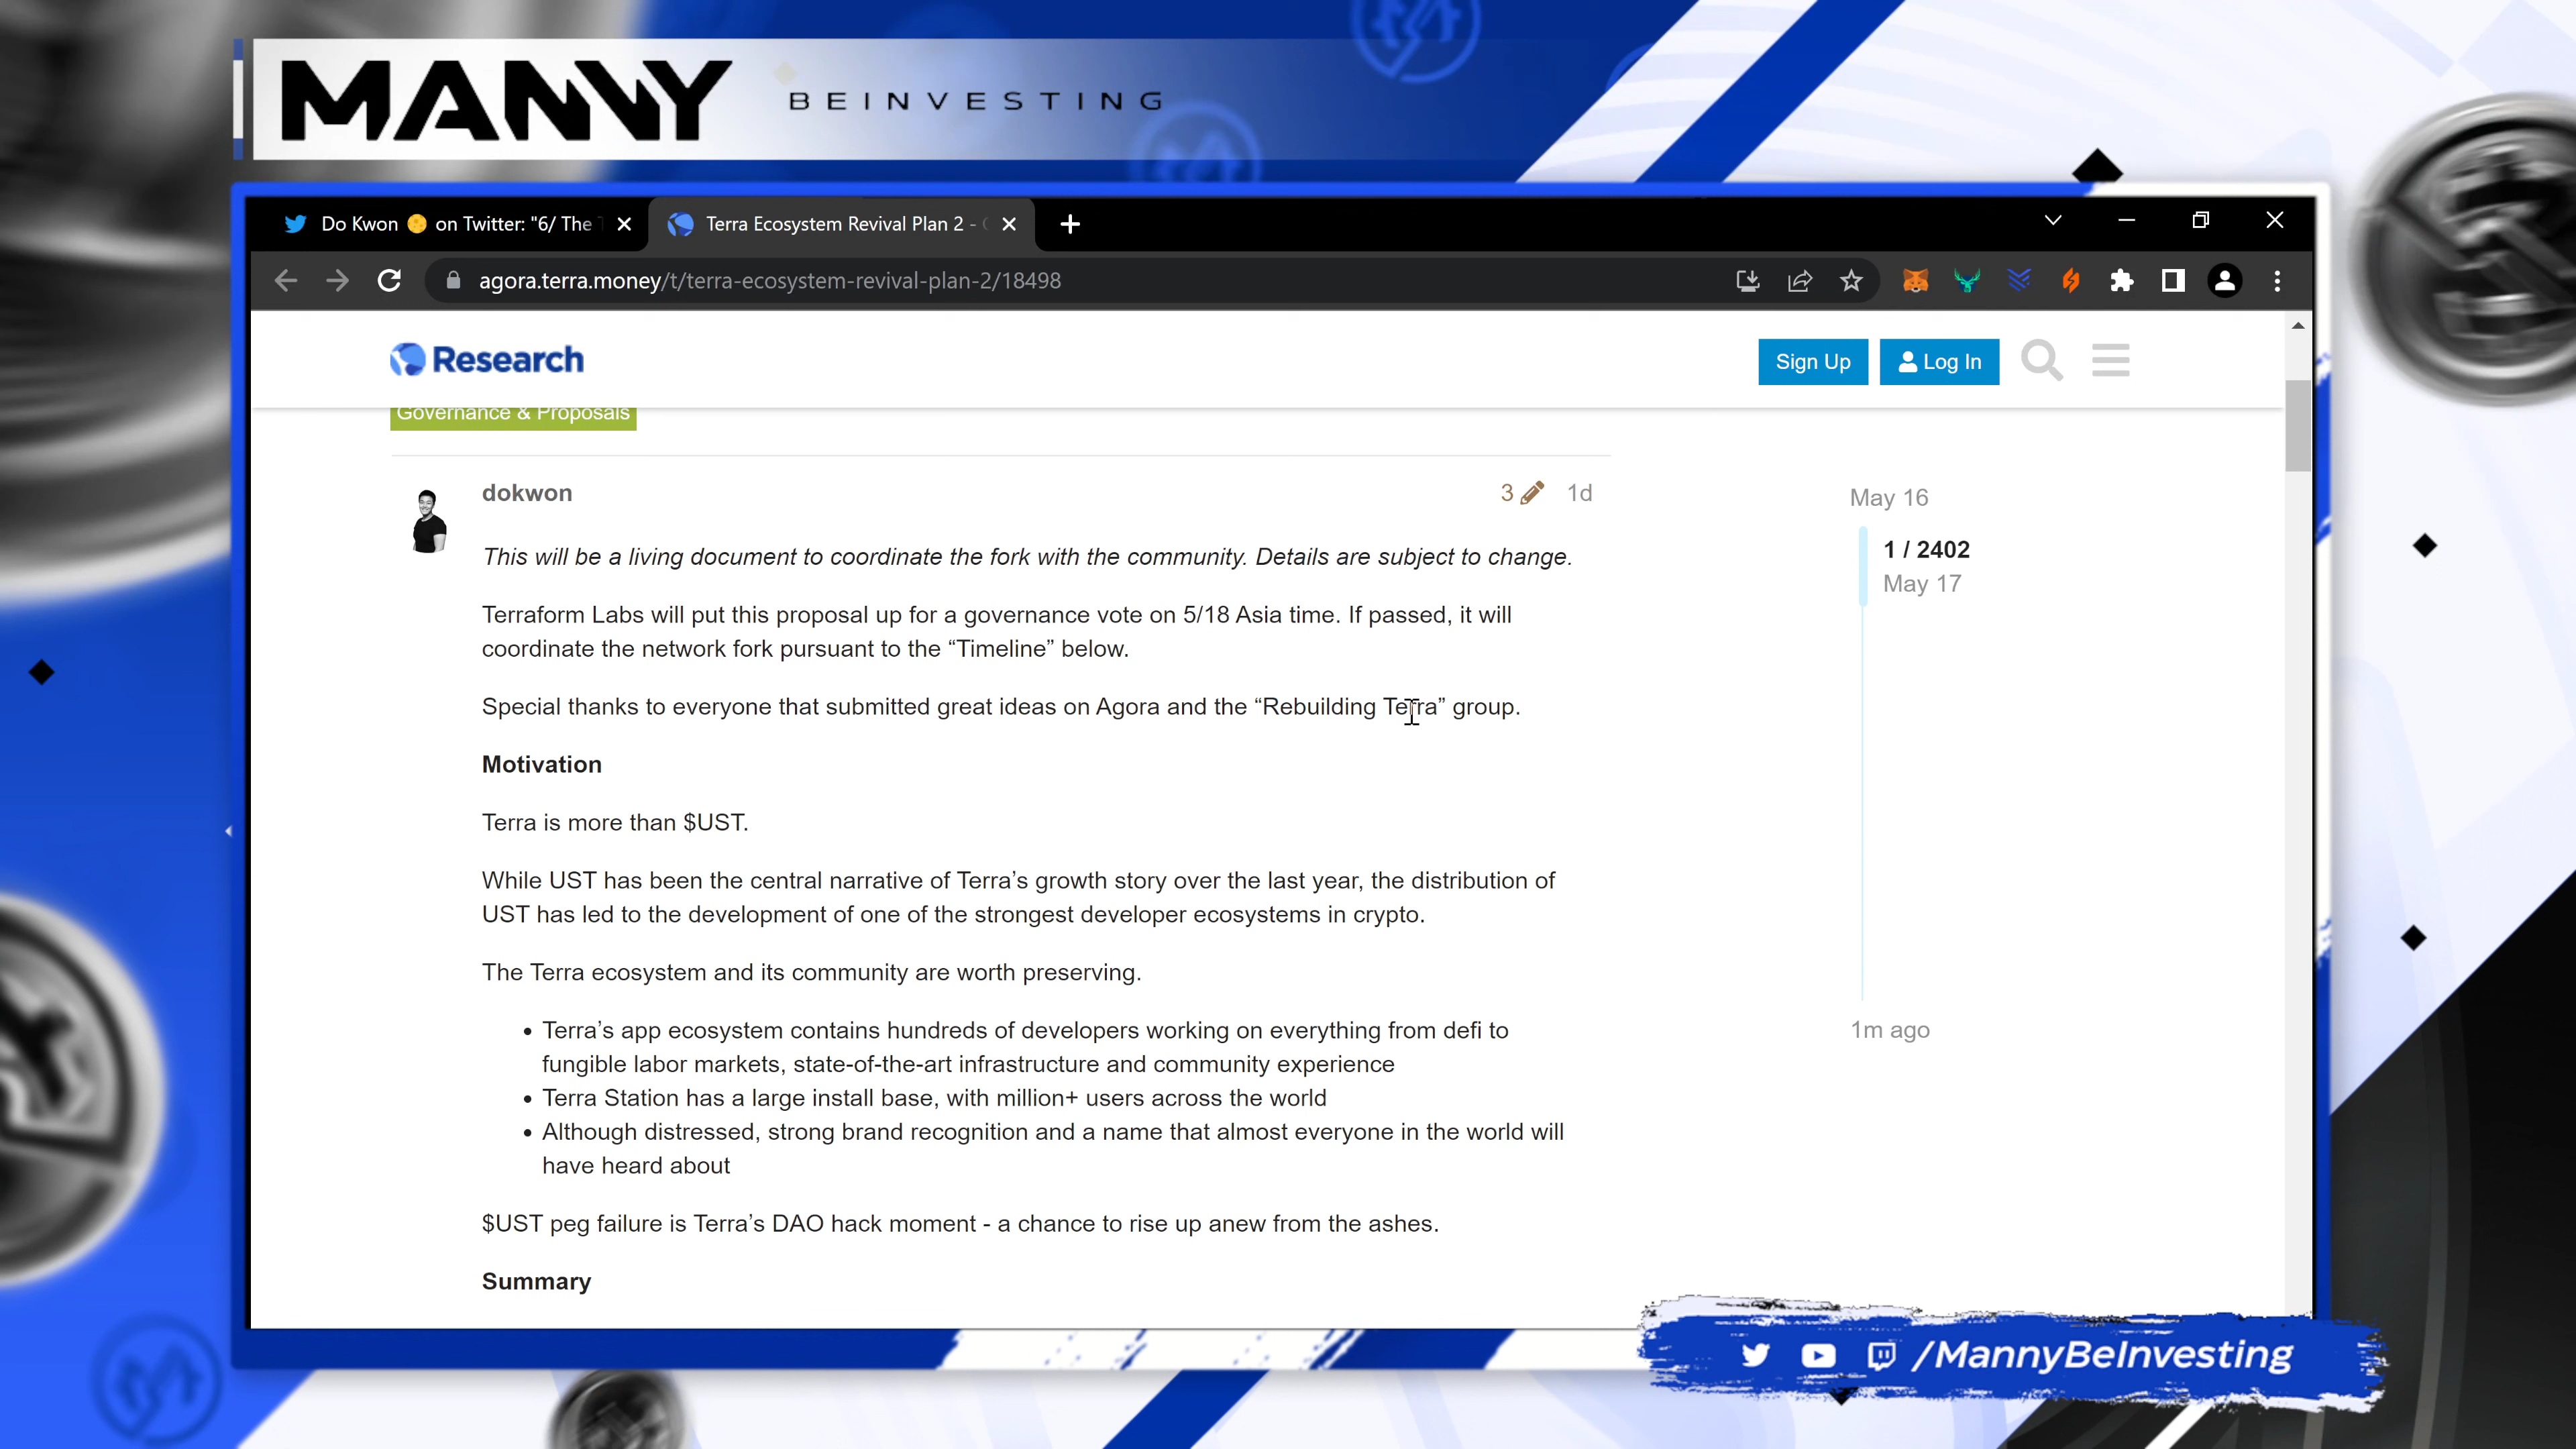 MANNY BEINVESTING
Do Kwon on Twitter: "6/ The
Terra Ecosystem Revival Plan 2 -
agora.terra.money/t/terra-ecosystem-revival-plan-2/18498
Research
Sign Up
Log In
Governance & Proposals
dokwon
3
1d
This will be a living document to coordinate the fork with the community. Details are subject to change.
Terraform Labs will put this proposal up for a governance vote on 5/18 Asia time. If passed, it will
coordinate the network fork pursuant to the “Timeline” below.
Special thanks to everyone that submitted great ideas on Agora and the “Rebuilding Terra” group.
Motivation
Terra is more than $UST.
While UST has been the central narrative of Terra’s growth story over the last year, the distribution of
UST has led to the development of one of the strongest developer ecosystems in crypto.
The Terra ecosystem and its community are worth preserving.
• Terra’s app ecosystem contains hundreds of developers working on everything from defi to
fungible labor markets, state-of-the-art infrastructure and community experience
• Terra Station has a large install base, with million+ users across the world
• Although distressed, strong brand recognition and a name that almost everyone in the world will
have heard about
$UST peg failure is Terra’s DAO hack moment - a chance to rise up anew from the ashes.
Summary
May 16
1 / 2402
May 17
1m ago
/MannyBeInvesting